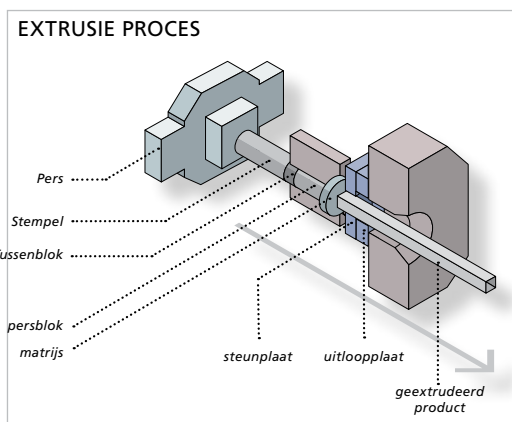 EXTRUSIE PROCES
Pers
Stempel
ussenblok
persblok
matrijs
steunplaat
uitloopplaat
geextrudeerd
product